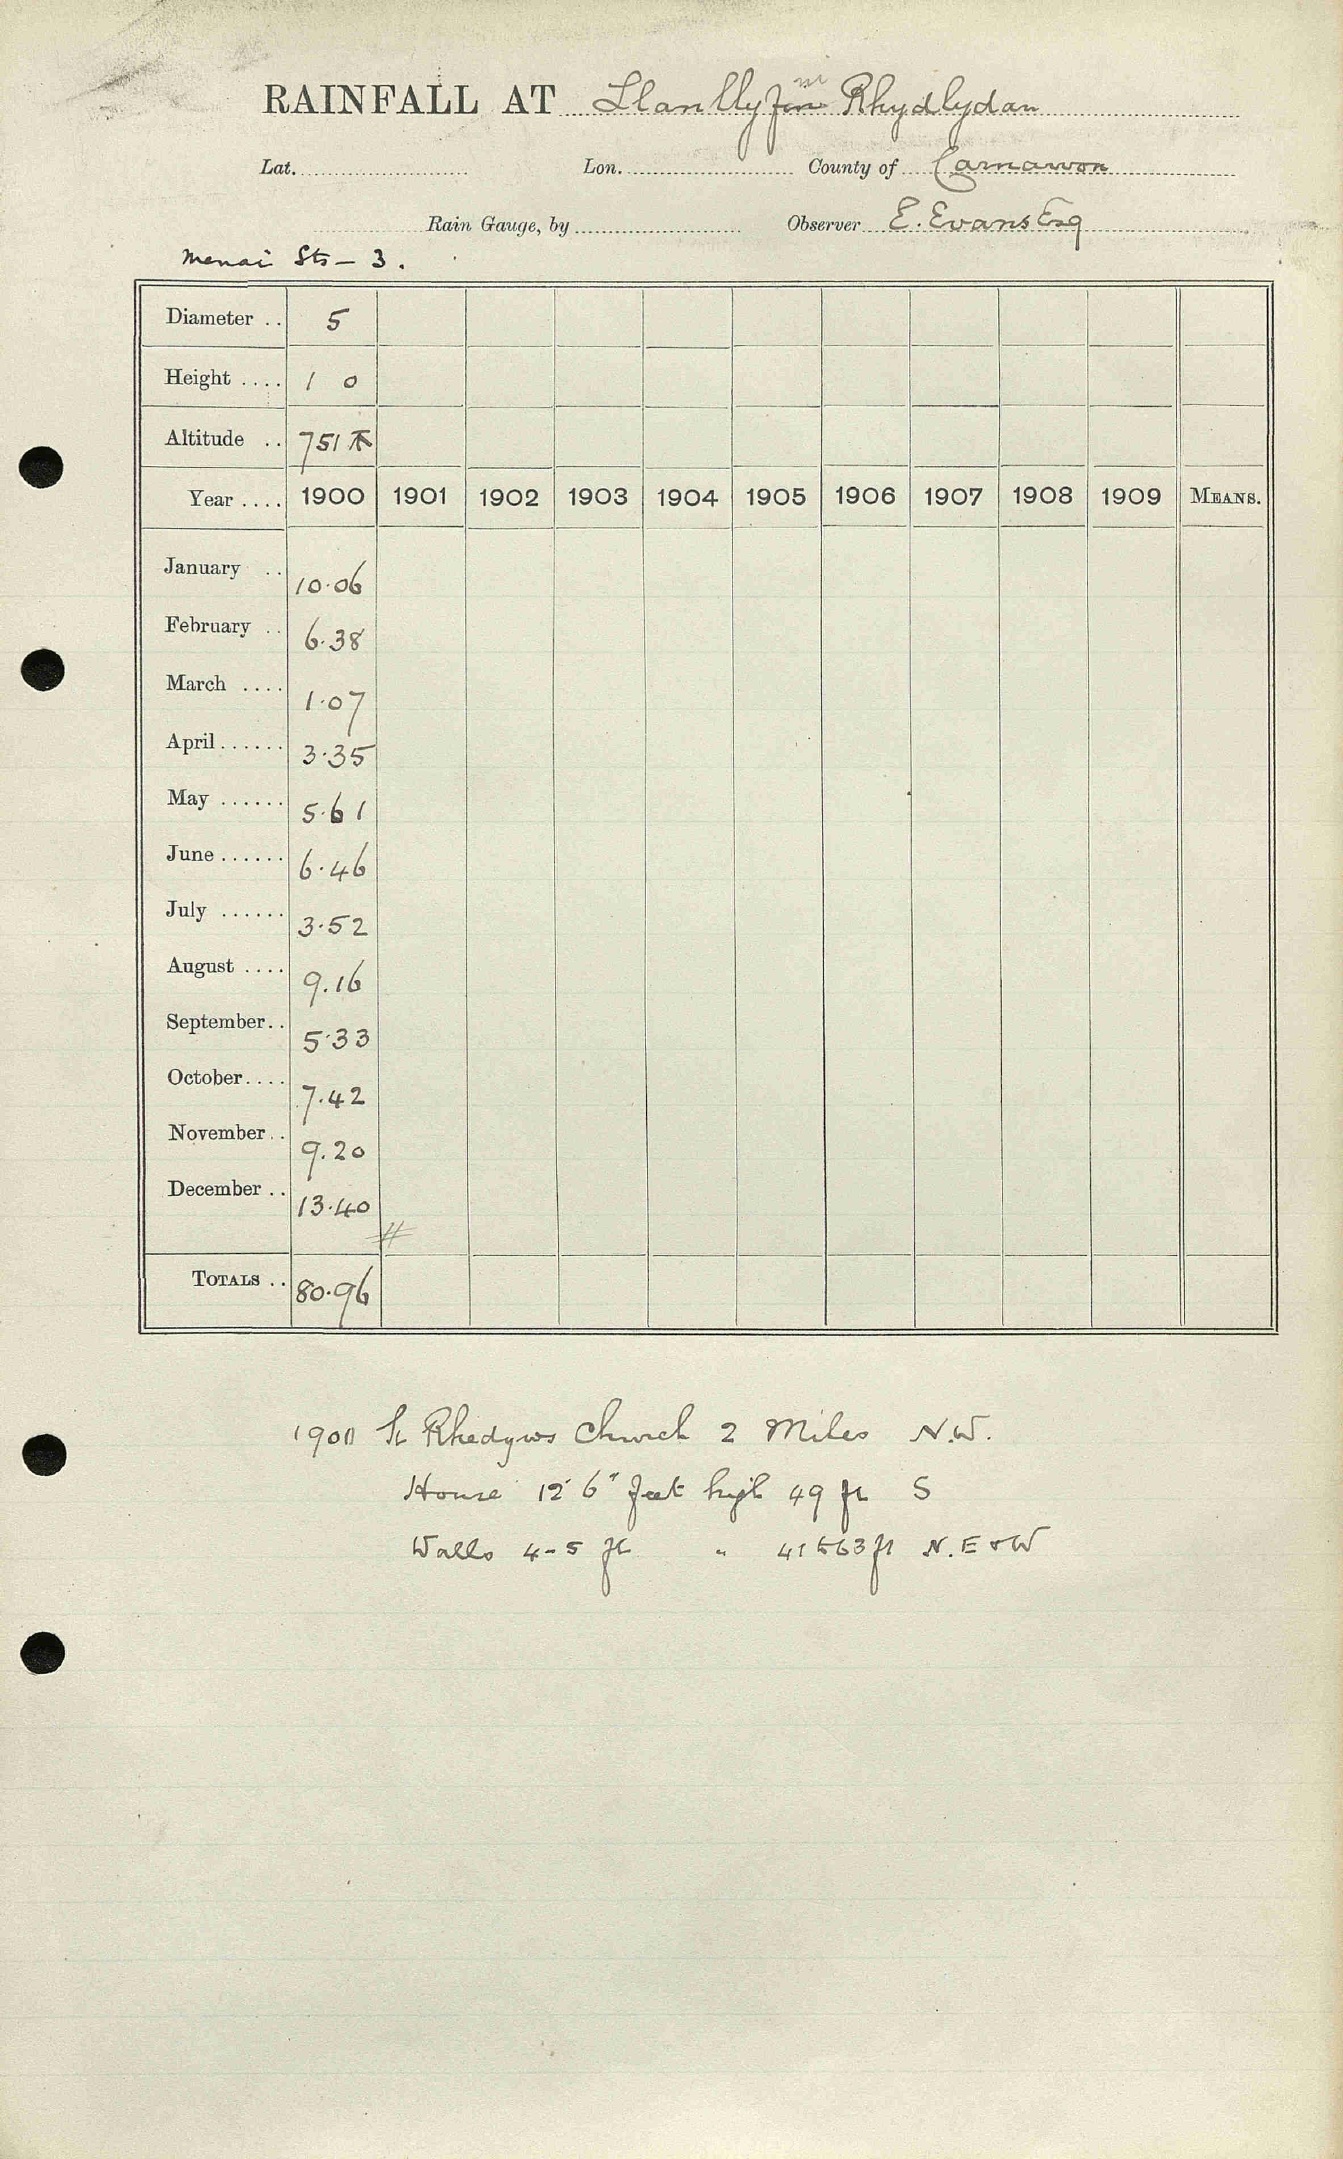 RAINFALL AT Llanllyfni Rhydlydan
Lat. Lon. County of Carnarvon
Rain Gauge, by Observer E. Evans Esq
Menai Sts - 3.
Diameter .. 5
Height .... 1 0
Altitude .. 751
Year .... 1900 1901 1902 1903 1904 1905 1906 1907 1908 1909 MEANS.
January .. 10.06
February .. 6.38
March .... 1.07
April ...... 3.35
May ...... 5.61
June ...... 6.46
July ...... 3.52
August .... 9.16
September .. 5.33
October .... 7.42
November .. 9.20
December .. 13.40
TOTALS .. 80.96
1900 St Rhedyws Church 2 Miles N.W.
House 12' 6" feet high 49 ft S
Walls 4-5 ft " 41 to 63 ft N. E & W